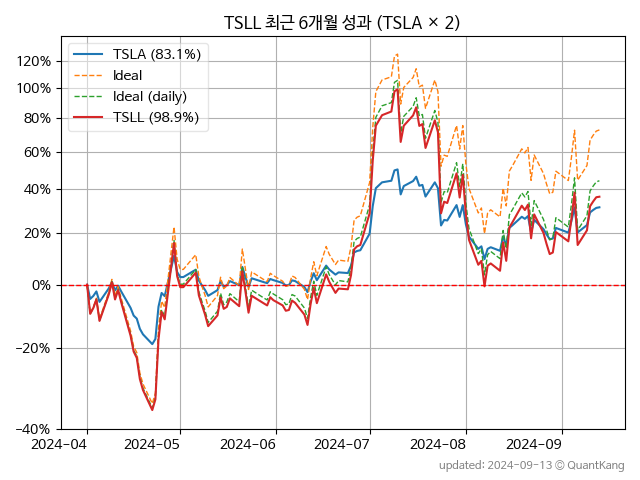 TSLL 최근 6개월 성과 (TSLA × 2)
TSLA (83.1%)
Ideal
Ideal (daily)
TSLL (98.9%)
120%
100%
80%
60%
40%
20%
0%
−20%
−40%
2024-04 2024-05 2024-06 2024-07 2024-08 2024-09
updated: 2024-09-13 © QuantKang